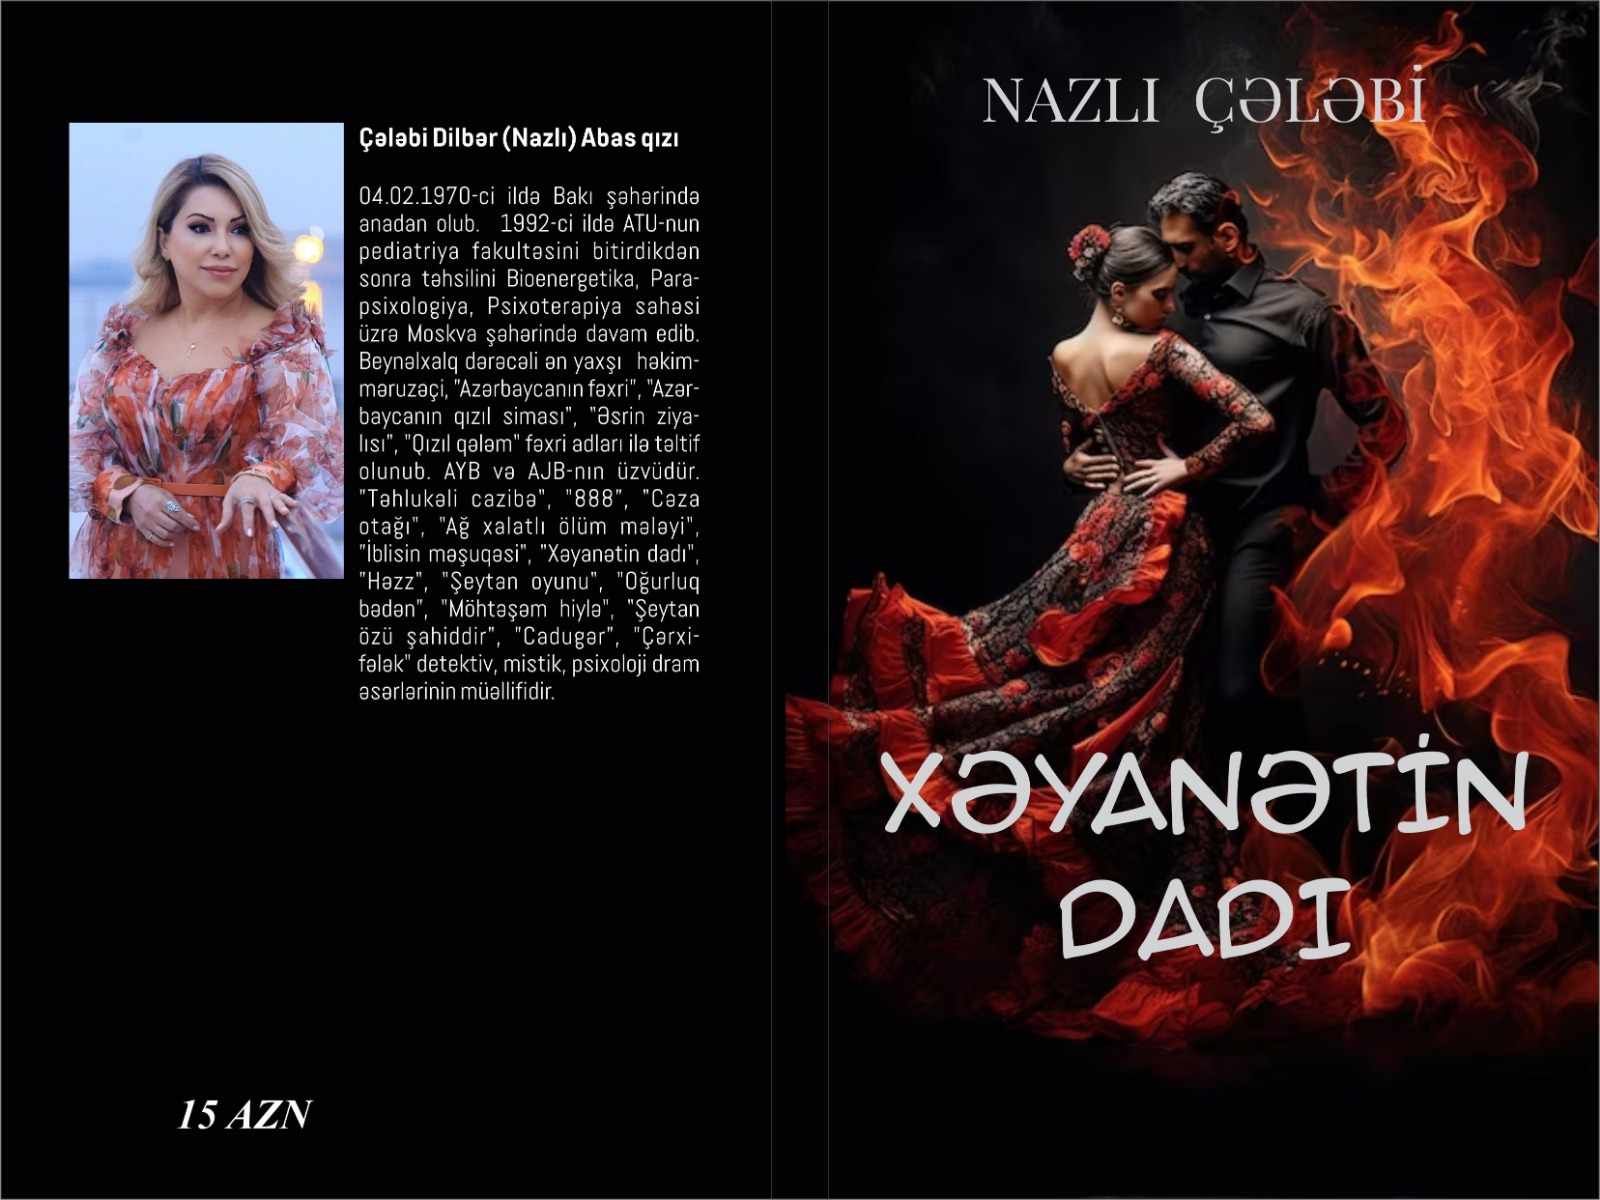 Çələbi Dilbər (Nazlı) Abas qızı
04.02.1970-ci ildə Bakı şəhərində
anadan olub. 1992-ci ildə ATU-nun
pediatriya fakultəsini bitirdikdən
sonra təhsilini Bioenergetika, Para-
psixologiya, Psixoterapiya sahəsi
üzrə Moskva şəhərində davam edib.
Beynəlxalq dərəcəli ən yaxşı həkim-
məruzəçi, "Azərbaycanın fəxri", "Azər-
baycanın qızıl siması", "Əsrin ziya-
lısı", "Qızıl qələm" fəxri adları ilə təltif
olunub. AYB və AJB-nın üzvüdür.
"Təhlukəli cazibə", "888", "Cəza
otağı", "Ağ xalatlı ölüm mələyi",
"İblisin məşuqəsi", "Xəyanətin dadı",
"Həzz", "Şeytan oyunu", "Oğurluq
bədən", "Möhtəşəm hiylə", "Şeytan
özü şahiddir", "Cadugər", "Çərxi-
fələk" detektiv, mistik, psixoloji dram
əsərlərinin müəllifidir.
15 AZN
NAZLI ÇƏLƏBİ
XƏYANƏTİN
DADI